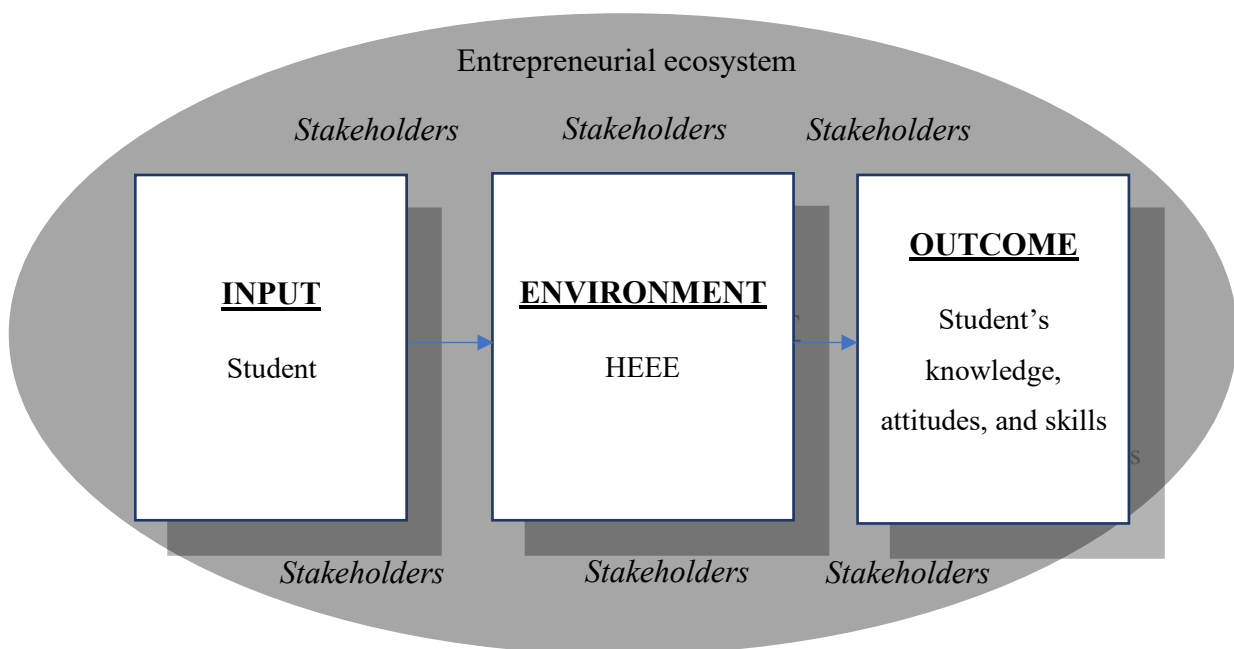 Entrepreneurial ecosystem
Stakeholders Stakeholders Stakeholders
INPUT
Student
ENVIRONMENT
HEEE
OUTCOME
Student’s
knowledge,
attitudes, and skills
Stakeholders Stakeholders Stakeholders